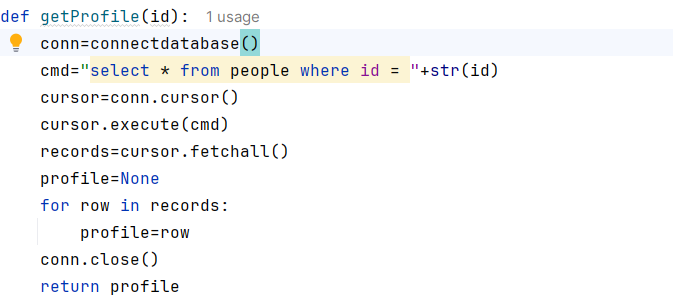 def getProfile(id): 1 usage
    conn=connectdatabase()
    cmd="select * from people where id = "+str(id)
    cursor=conn.cursor()
    cursor.execute(cmd)
    records=cursor.fetchall()
    profile=None
    for row in records:
        profile=row
    conn.close()
    return profile